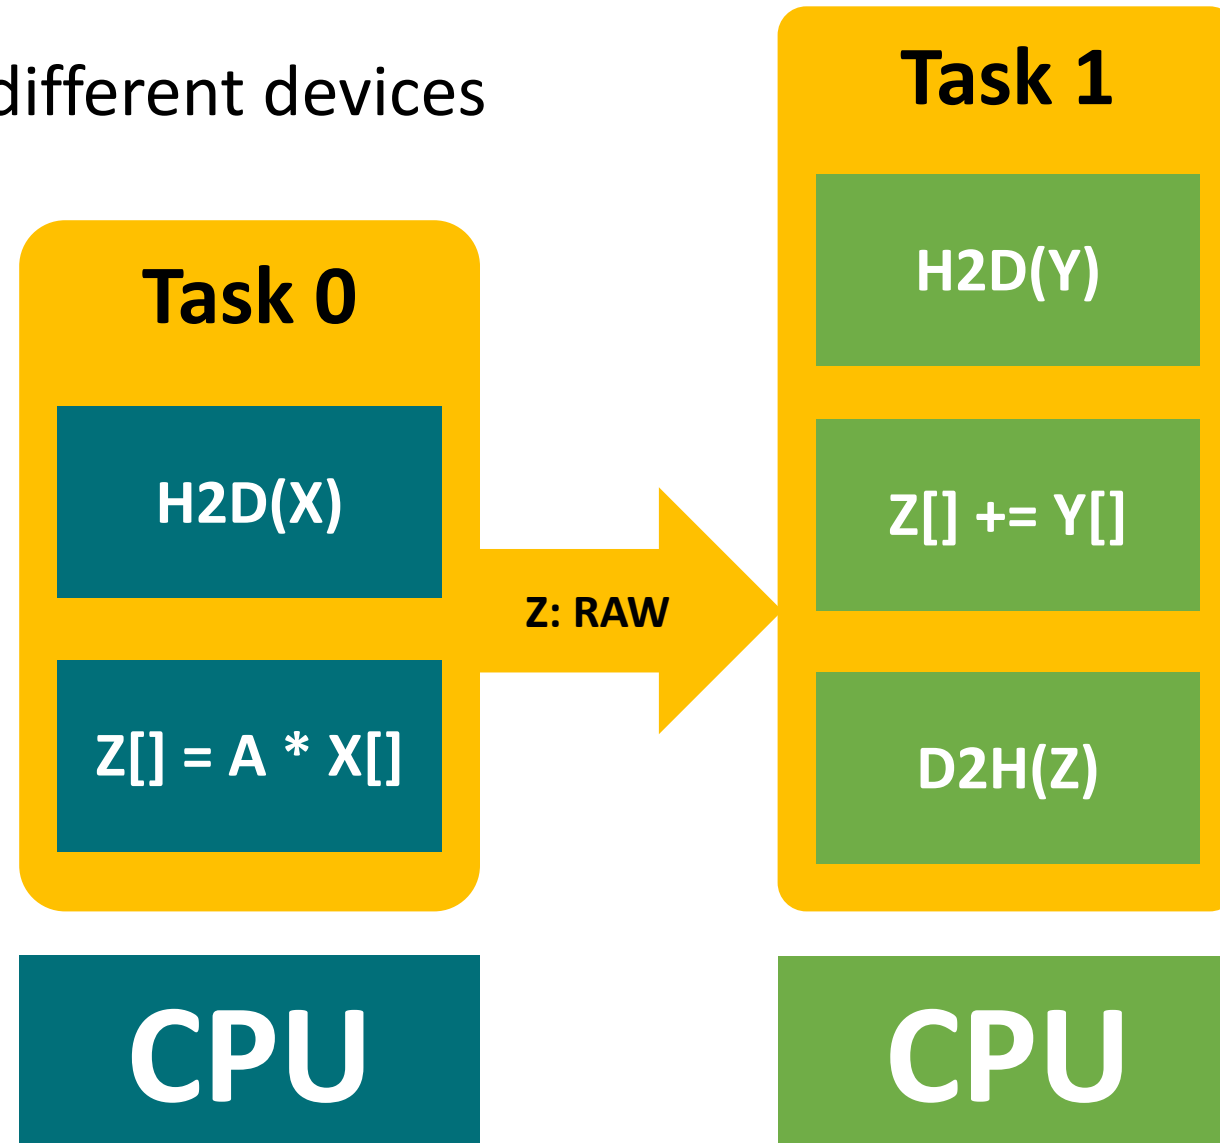 different devices
Task 0
H2D(X)
Z[] = A * X[]
CPU
Z: RAW
Task 1
H2D(Y)
Z[] += Y[]
D2H(Z)
CPU